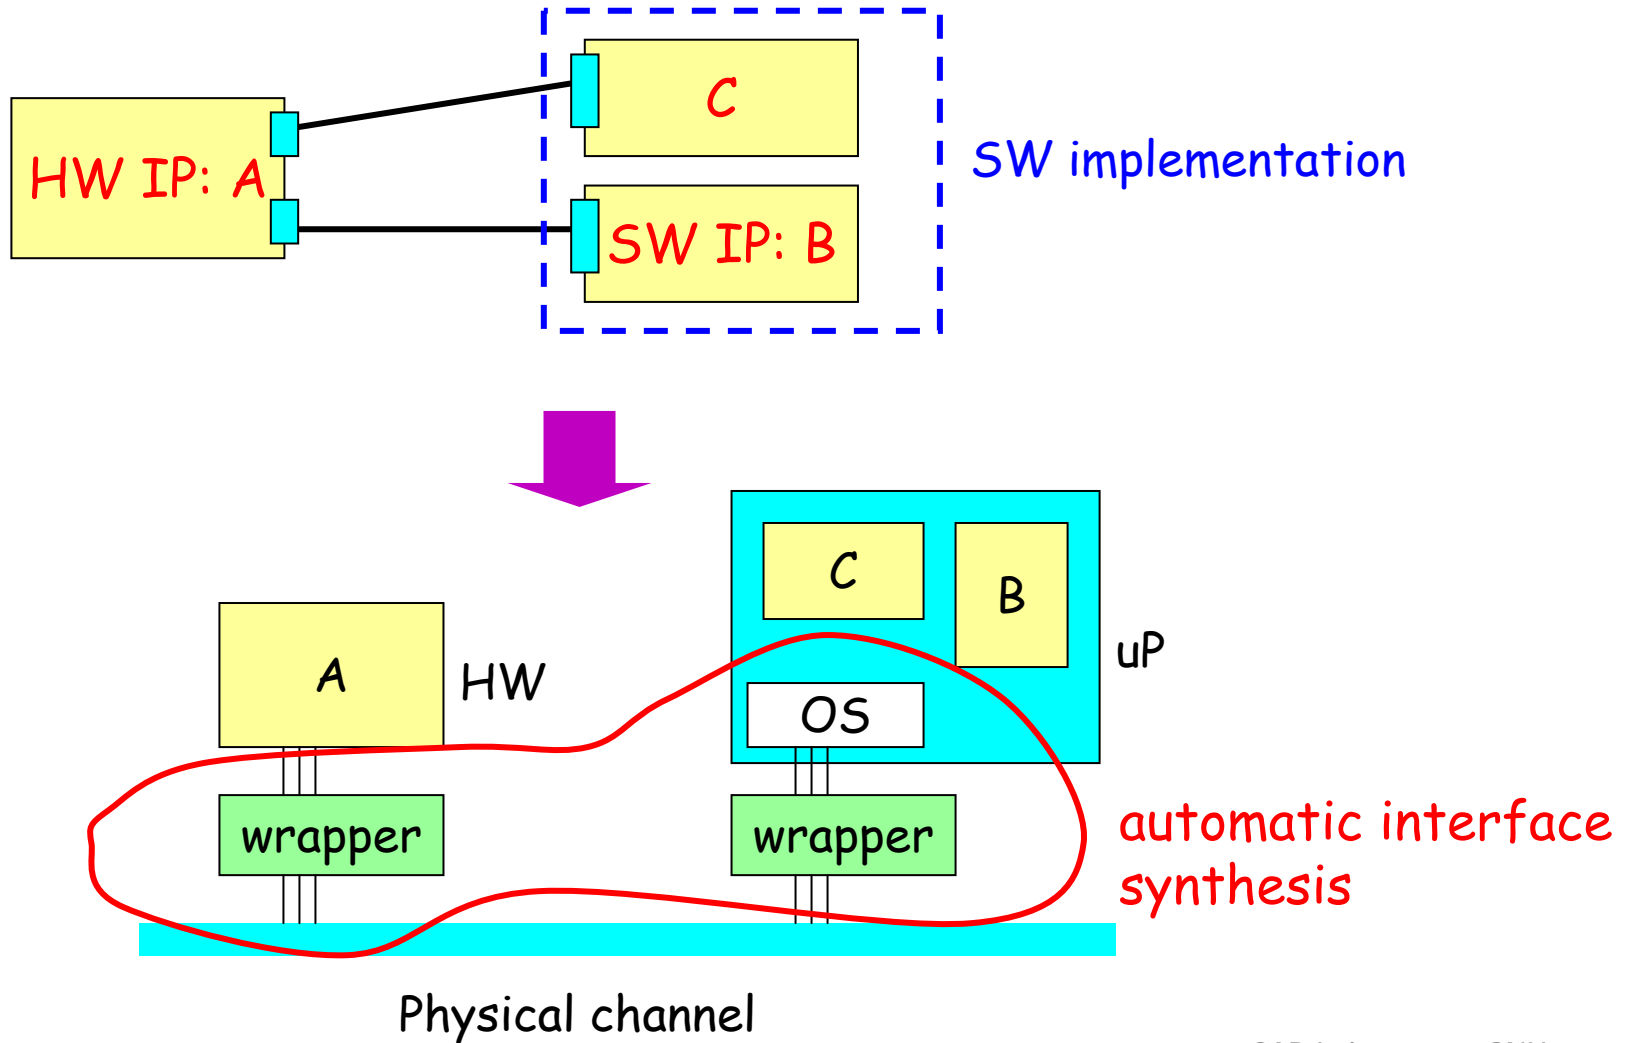 C
HW IP: A
SW implementation
SW IP: B
C
B
A
HW
uP
OS
wrapper
wrapper
automatic interface
synthesis
Physical channel